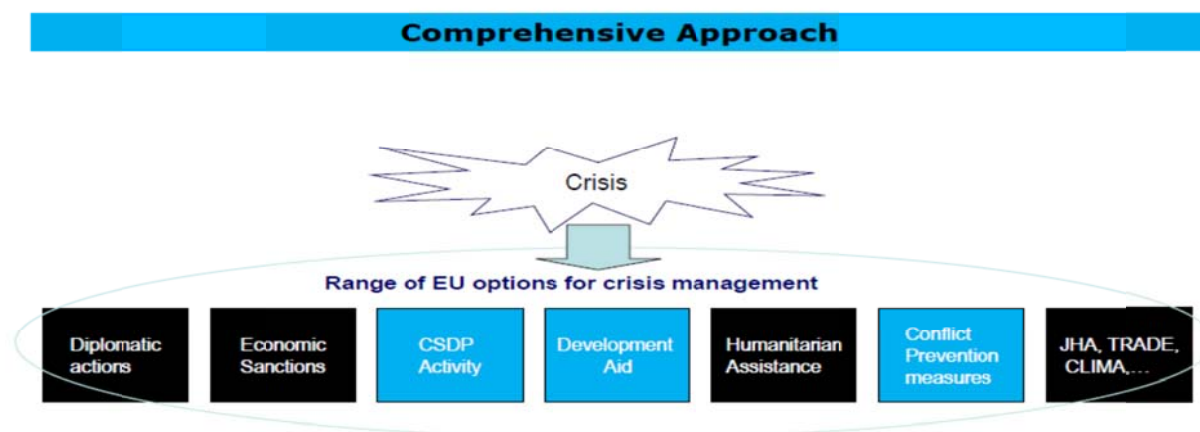 Comprehensive Approach
Crisis
Range of EU options for crisis management
Diplomatic
actions
Economic
Sanctions
CSDP
Activity
Development
Aid
Humanitarian
Assistance
Conflict
Prevention
measures
JHA, TRADE,
CLIMA,...